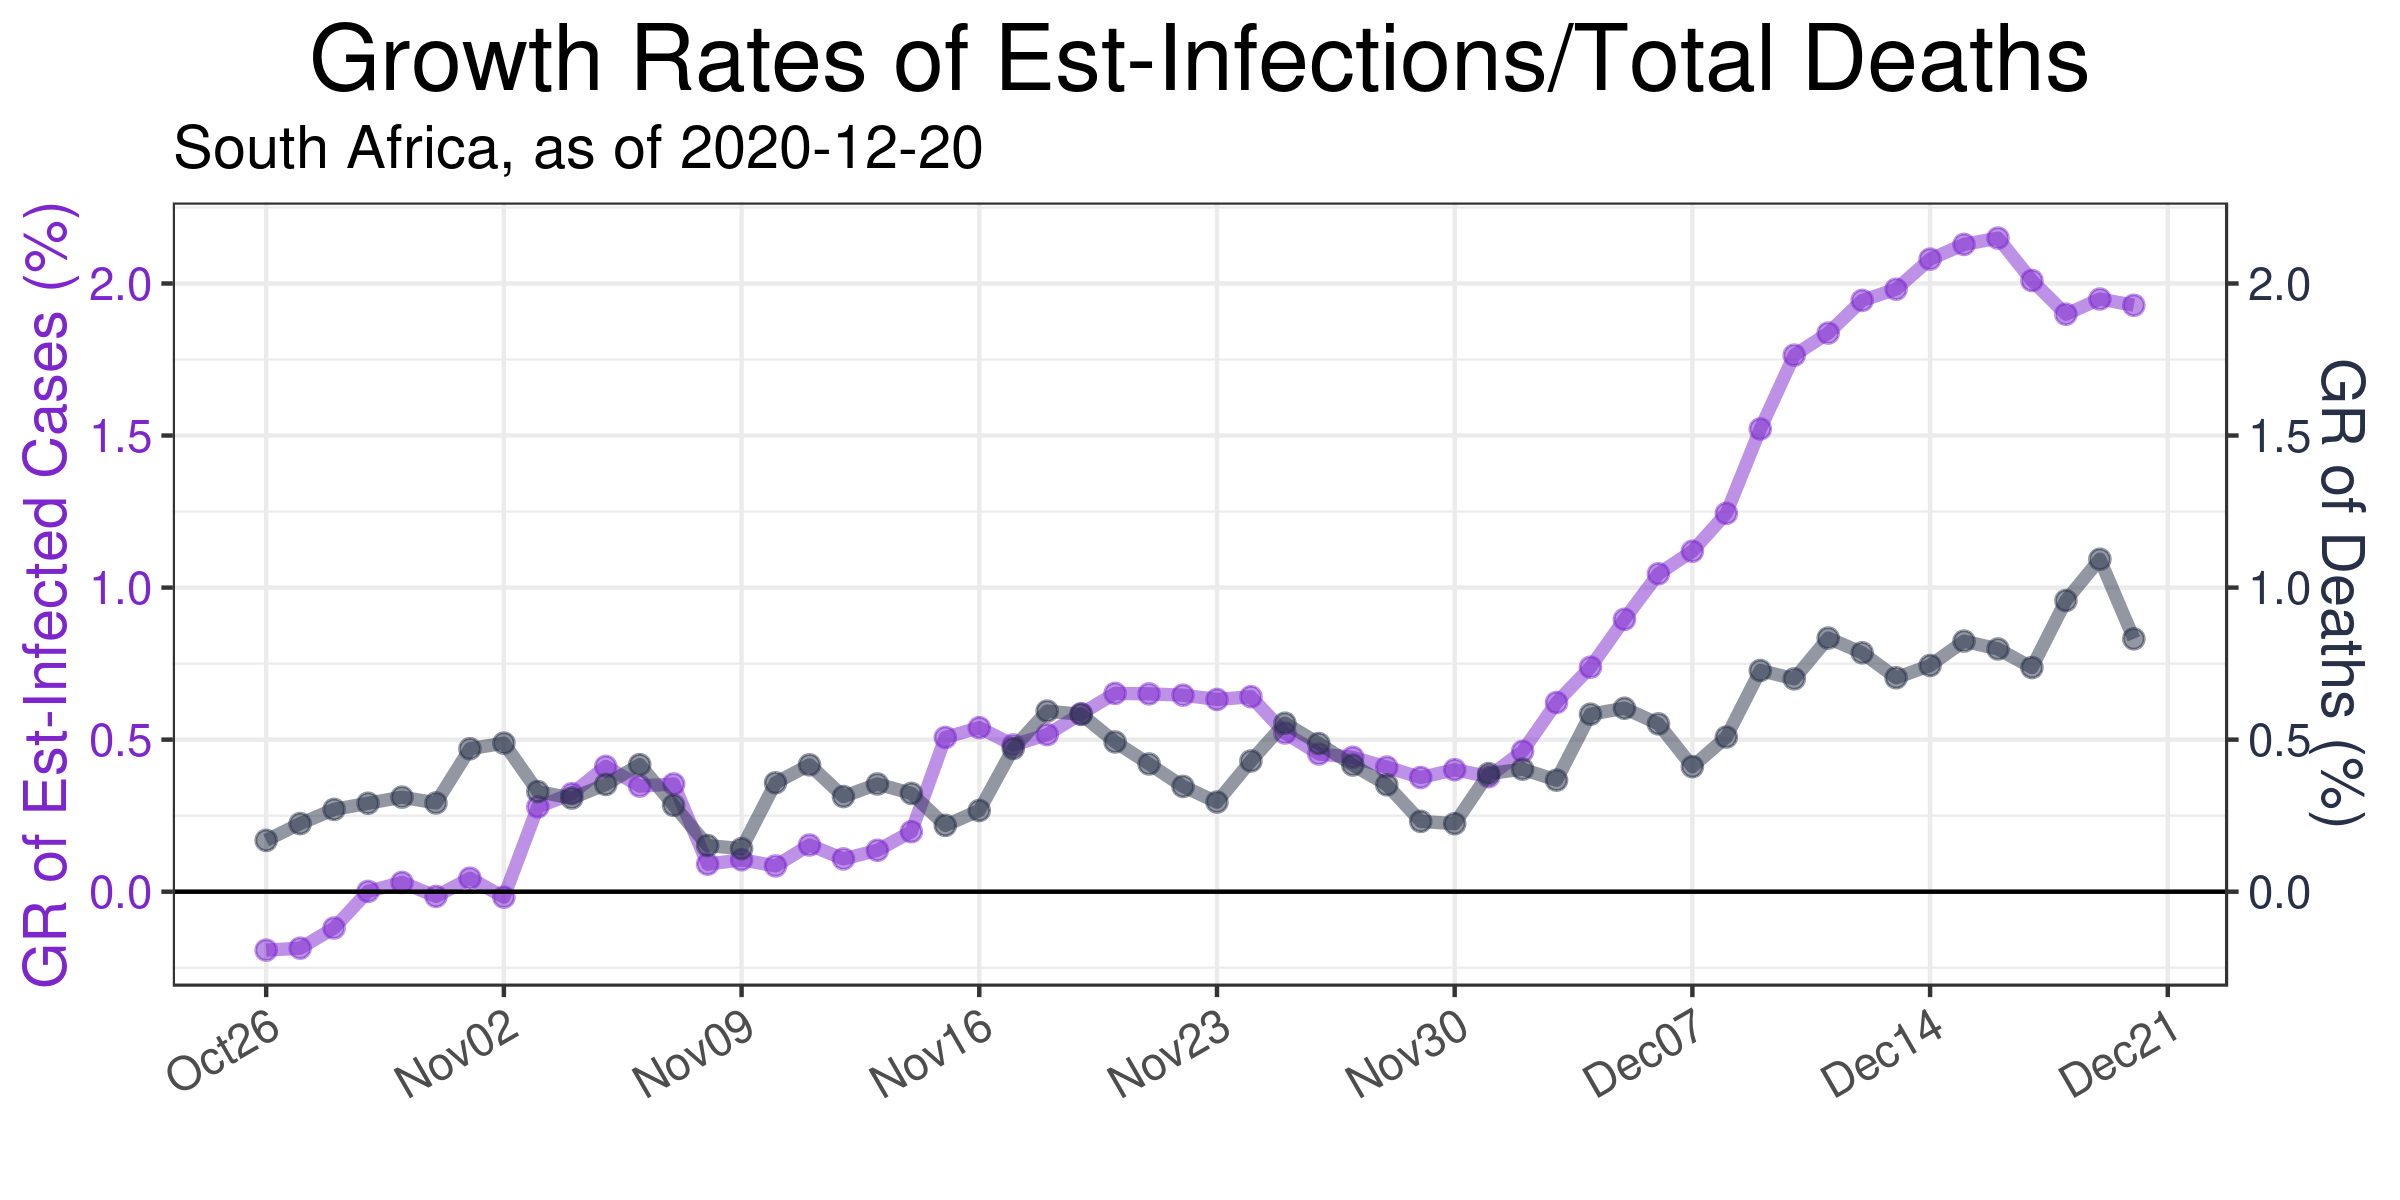 Growth Rates of Est-Infections/Total Deaths
South Africa, as of 2020-12-20
GR of Est-Infected Cases (%)
2.0
1.5
1.0
0.5
0.0
2.0
1.5
1.0
0.5
0.0
GR of Deaths (%)
Oct26
Nov02
Nov09
Nov16
Nov23
Nov30
Dec07
Dec14
Dec21